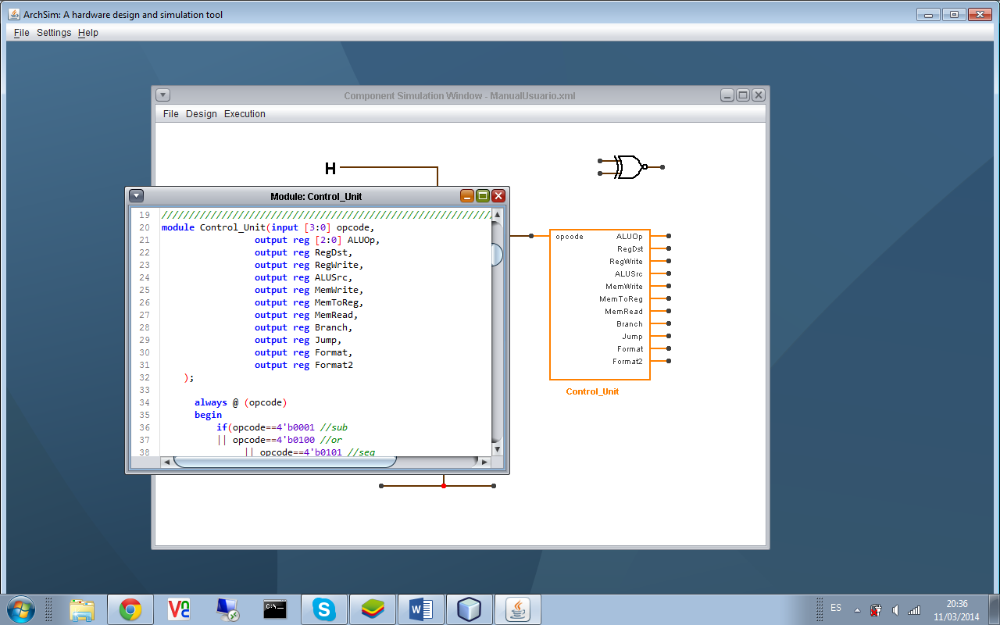 ArchSim: A hardware design and simulation tool
File Settings Help
Component Simulation Window - ManualUsuario.xml
File Design Execution
H
Module: Control_Unit
19 ////////////////////////////////////////////////////////////
20 module Control_Unit(input [3:0] opcode,
21 output reg [2:0] ALUOp,
22 output reg RegDst,
23 output reg RegWrite,
24 output reg ALUSrc,
25 output reg MemWrite,
26 output reg MemToReg,
27 output reg MemRead,
28 output reg Branch,
29 output reg Jump,
30 output reg Format,
31 output reg Format2
32 );
33
34 always @ (opcode)
35 begin
36 if(opcode==4'b0001 //sub
37 || opcode==4'b0100 //or
38 || opcode==4'b0101 //seq
opcode ALUOp
RegDst
RegWrite
ALUSrc
MemWrite
MemToReg
MemRead
Branch
Jump
Format
Format2
Control_Unit
C:\_
ES
20:36
11/03/2014